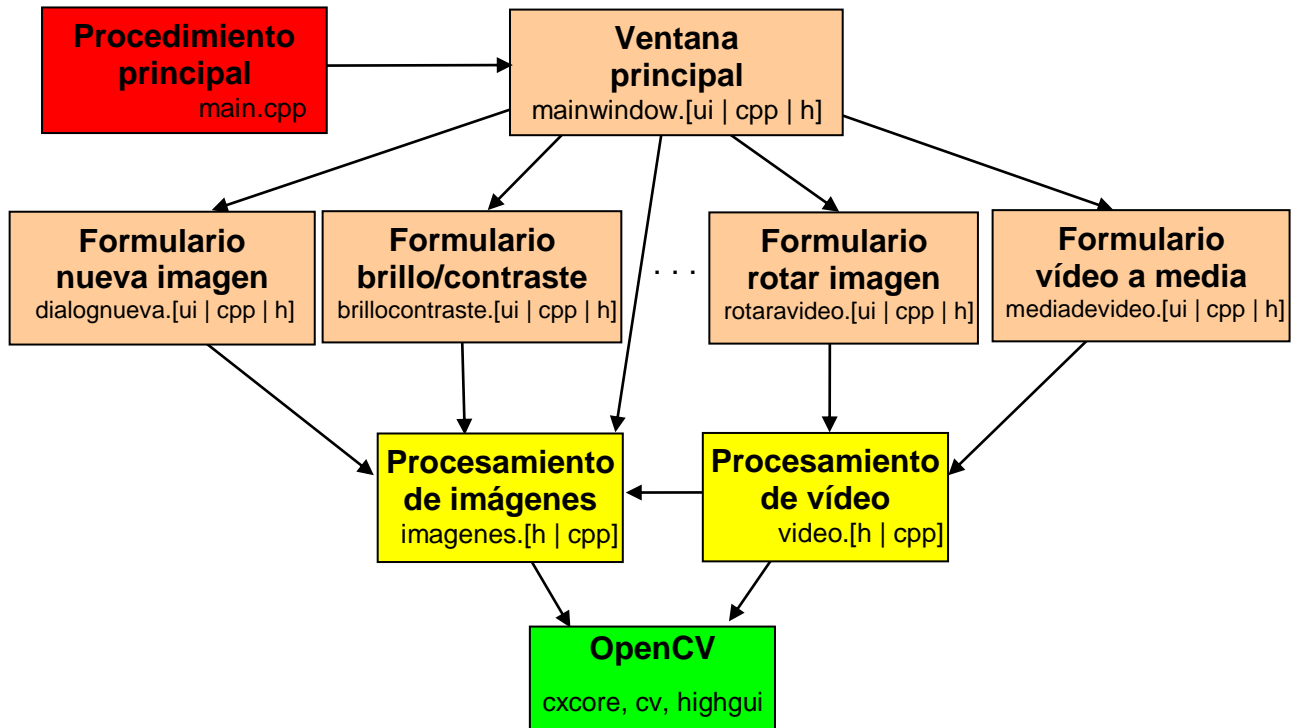 Procedimiento
principal
main.cpp
Ventana
principal
mainwindow.[ui | cpp | h]
Formulario
nueva imagen
dialognueva.[ui | cpp | h]
Formulario
brillo/contraste
brillocontraste.[ui | cpp | h]
. . .
Formulario
rotar imagen
rotaravideo.[ui | cpp | h]
Formulario
vídeo a media
mediadevideo.[ui | cpp | h]
Procesamiento
de imágenes
imagenes.[h | cpp]
Procesamiento
de vídeo
video.[h | cpp]
OpenCV
cxcore, cv, highgui